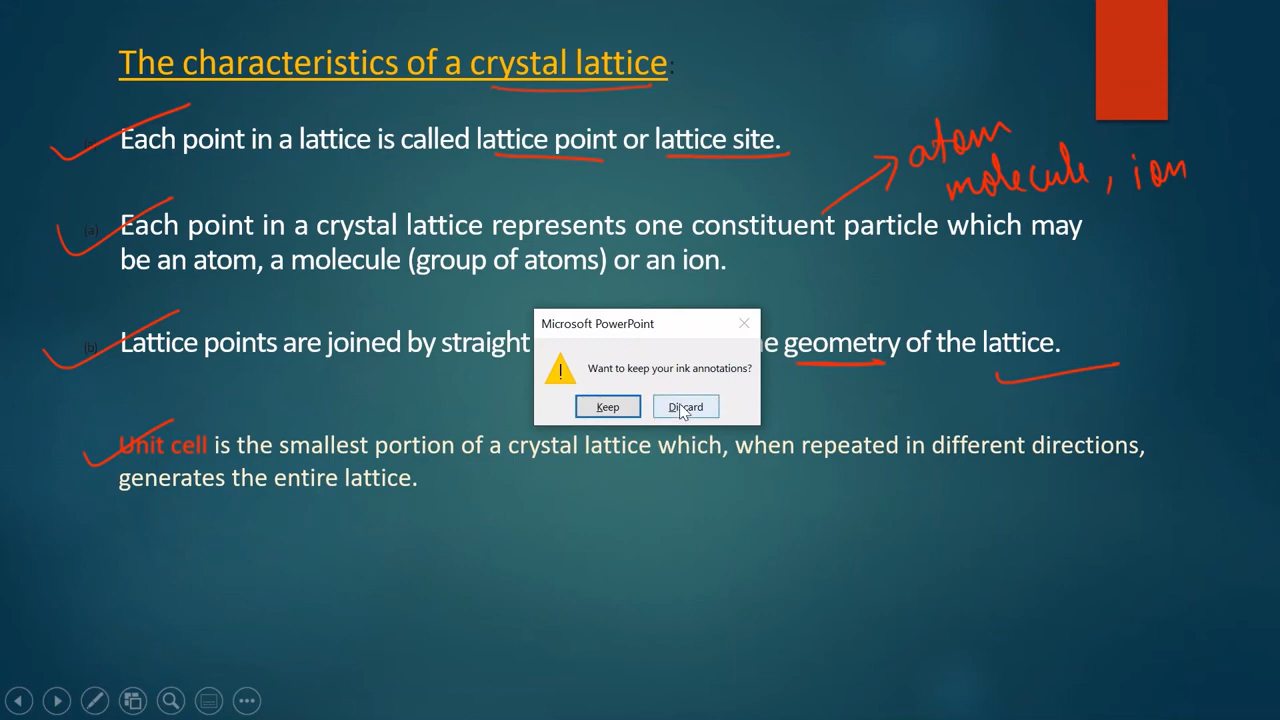 The characteristics of a crystal lattice:
Each point in a lattice is called lattice point or lattice site.
atom
molecule, ion
(a) Each point in a crystal lattice represents one constituent particle which may
be an atom, a molecule (group of atoms) or an ion.
Microsoft PowerPoint
(b) Lattice points are joined by straight
geometry of the lattice.
Want to keep your ink annotations?
Keep Discard
Unit cell is the smallest portion of a crystal lattice which, when repeated in different directions,
generates the entire lattice.